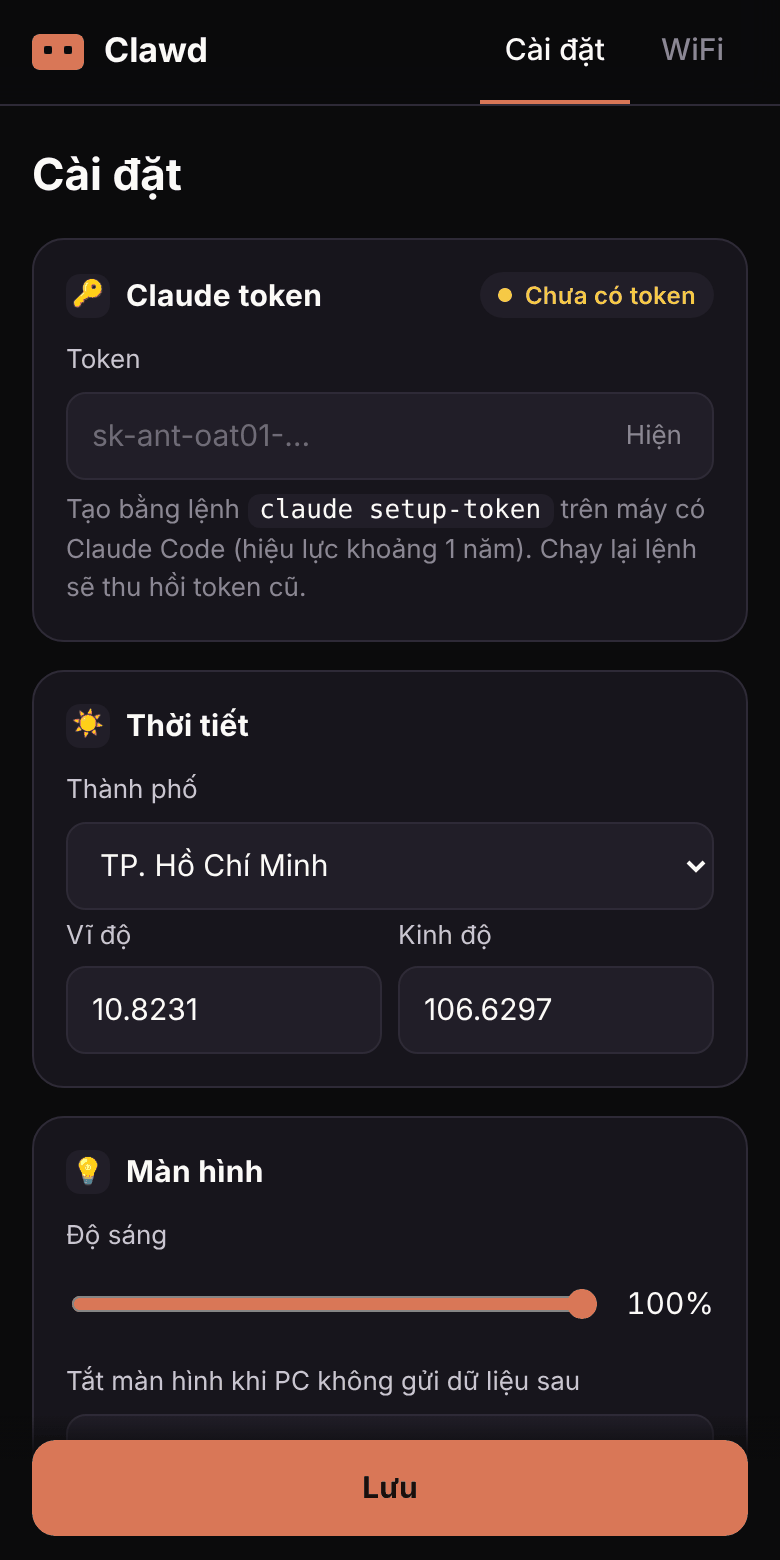 Clawd
Cài đặt
WiFi
Cài đặt
Claude token
Chưa có token
Token
sk-ant-oat01-...
Hiện
Tạo bằng lệnh claude setup-token trên máy có
Claude Code (hiệu lực khoảng 1 năm). Chạy lại lệnh
sẽ thu hồi token cũ.
Thời tiết
Thành phố
TP. Hồ Chí Minh
Vĩ độ
Kinh độ
10.8231
106.6297
Màn hình
Độ sáng
100%
Tắt màn hình khi PC không gửi dữ liệu sau
Lưu